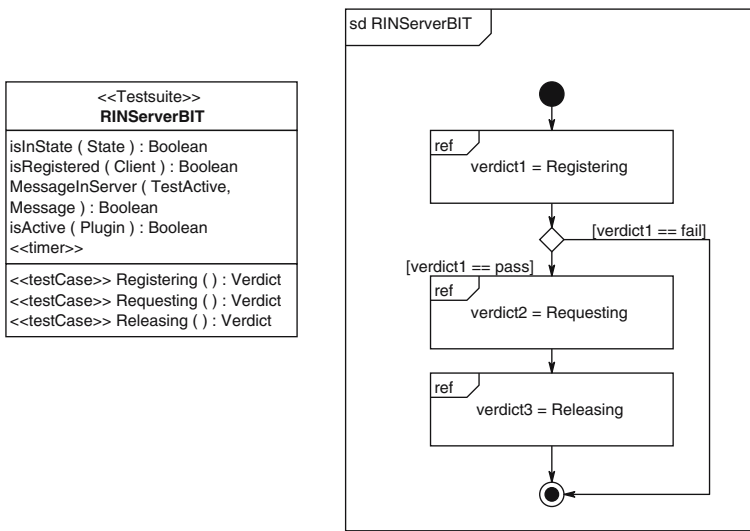 <<Testsuite>>
RINServerBIT
isInState ( State ) : Boolean
isRegistered ( Client ) : Boolean
MessageInServer ( TestActive,
Message ) : Boolean
isActive ( Plugin ) : Boolean
<<timer>>
<<testCase>> Registering ( ) : Verdict
<<testCase>> Requesting ( ) : Verdict
<<testCase>> Releasing ( ) : Verdict
sd RINServerBIT
ref
verdict1 = Registering
[verdict1 == fail]
[verdict1 == pass]
ref
verdict2 = Requesting
ref
verdict3 = Releasing